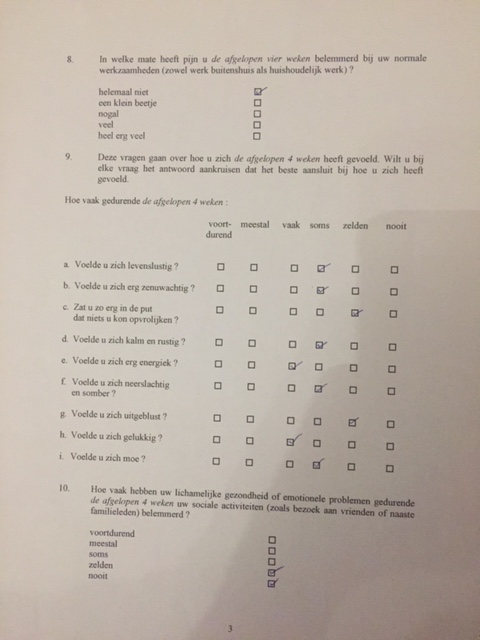 8. In welke mate heeft pijn u de afgelopen vier weken belemmerd bij uw normale
werkzaamheden (zowel werk buitenshuis als huishoudelijk werk) ?
helemaal niet
een klein beetje
nogal
veel
heel erg veel
9. Deze vragen gaan over hoe u zich de afgelopen 4 weken heeft gevoeld. Wilt u bij
elke vraag het antwoord aankruisen dat het beste aansluit bij hoe u zich heeft
gevoeld.
Hoe vaak gedurende de afgelopen 4 weken :
voort- meestal vaak soms zelden nooit
durend
a. Voelde u zich levenslustig ?
b. Voelde u zich erg zenuwachtig ?
c. Zat u zo erg in de put
dat niets u kon opvrolijken ?
d. Voelde u zich kalm en rustig ?
e. Voelde u zich erg energiek ?
f. Voelde u zich neerslachtig
en somber ?
g. Voelde u zich uitgeblust ?
h. Voelde u zich gelukkig ?
i. Voelde u zich moe ?
10. Hoe vaak hebben uw lichamelijke gezondheid of emotionele problemen gedurende
de afgelopen 4 weken uw sociale activiteiten (zoals bezoek aan vrienden of naaste
familieleden) belemmerd ?
voortdurend
meestal
soms
zelden
nooit
3